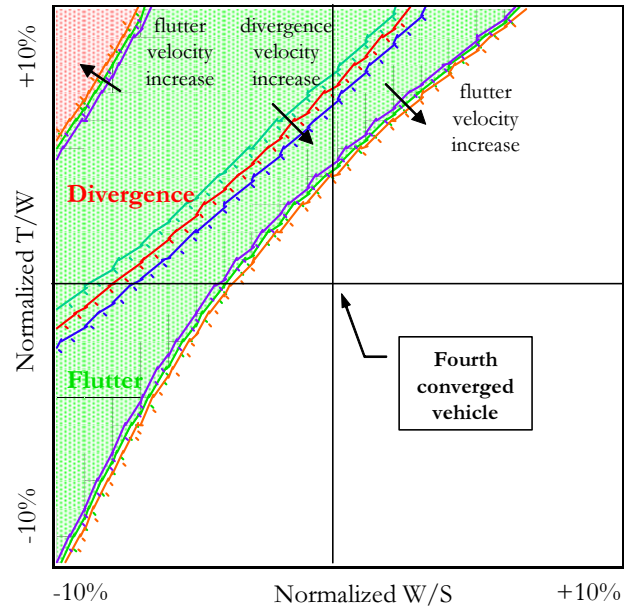 +10%
flutter
velocity
increase
divergence
velocity
increase
flutter
velocity
increase
Divergence
Normalized T/W
Flutter
Fourth
converged
vehicle
-10%
-10%
Normalized W/S
+10%